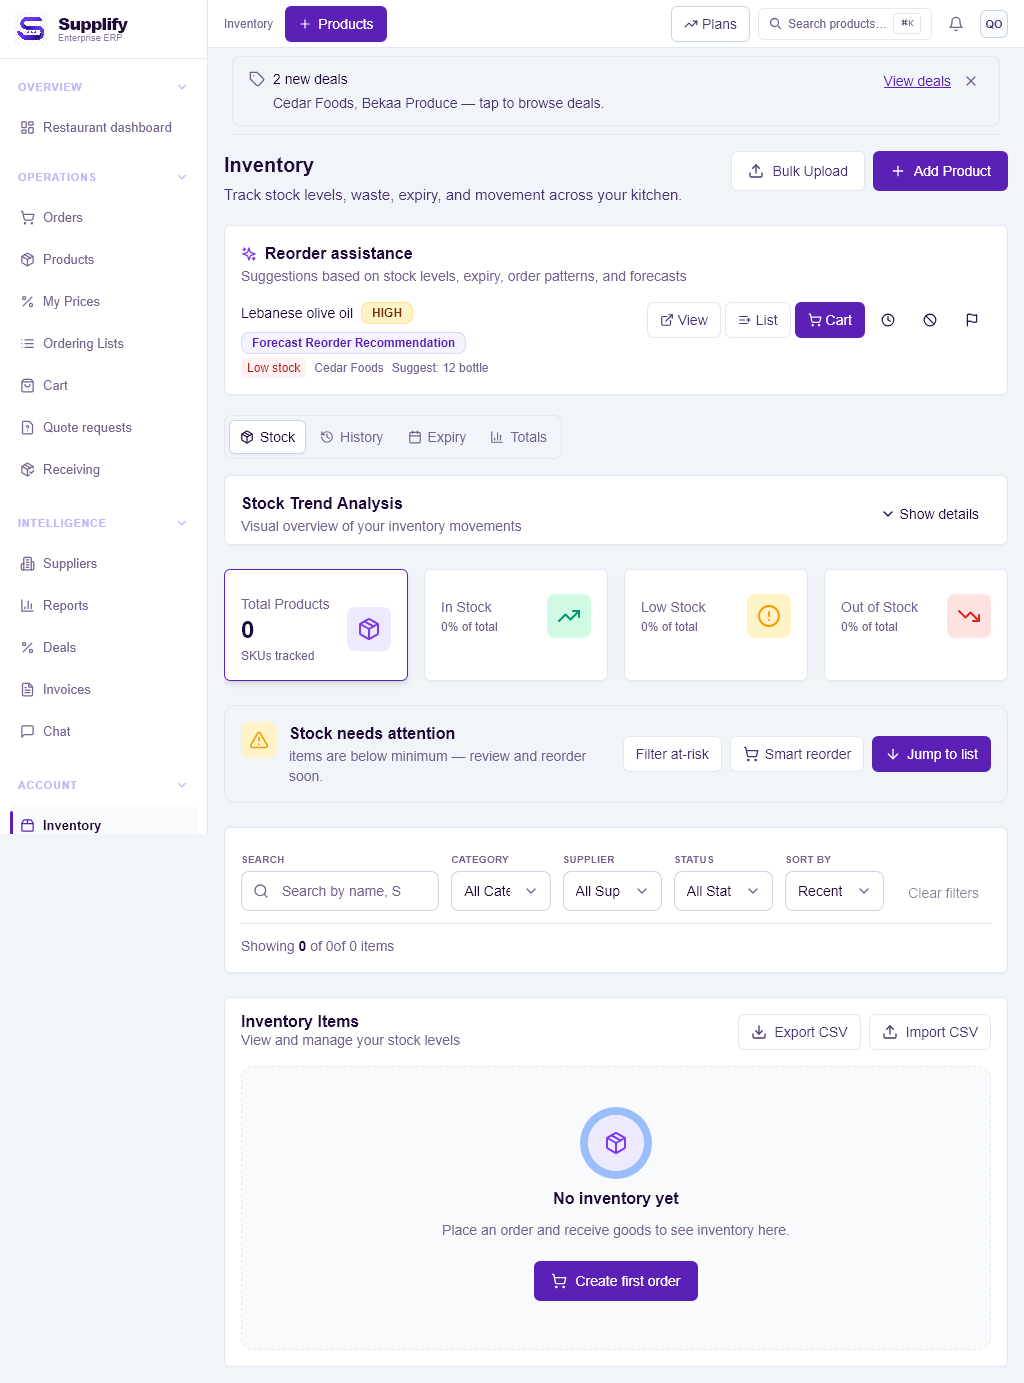 Supplify
Enterprise ERP
OVERVIEW
Restaurant dashboard
OPERATIONS
Orders
Products
My Prices
Ordering Lists
Cart
Quote requests
Receiving
INTELLIGENCE
Suppliers
Reports
Deals
Invoices
Chat
ACCOUNT
Inventory
Inventory
Products
Plans
Search products... ⌘K
QO
2 new deals
Cedar Foods, Bekaa Produce — tap to browse deals.
View deals
Inventory
Track stock levels, waste, expiry, and movement across your kitchen.
Bulk Upload
Add Product
Reorder assistance
Suggestions based on stock levels, expiry, order patterns, and forecasts
Lebanese olive oil HIGH
Forecast Reorder Recommendation
Low stock Cedar Foods Suggest: 12 bottle
View
List
Cart
Stock
History
Expiry
Totals
Stock Trend Analysis
Visual overview of your inventory movements
Show details
Total Products
0
SKUs tracked
In Stock
0% of total
Low Stock
0% of total
Out of Stock
0% of total
Stock needs attention
items are below minimum — review and reorder
soon.
Filter at-risk
Smart reorder
Jump to list
SEARCH
Search by name, S
CATEGORY
All Cate
SUPPLIER
All Sup
STATUS
All Stat
SORT BY
Recent
Clear filters
Showing 0 of 0of 0 items
Inventory Items
View and manage your stock levels
Export CSV
Import CSV
No inventory yet
Place an order and receive goods to see inventory here.
Create first order